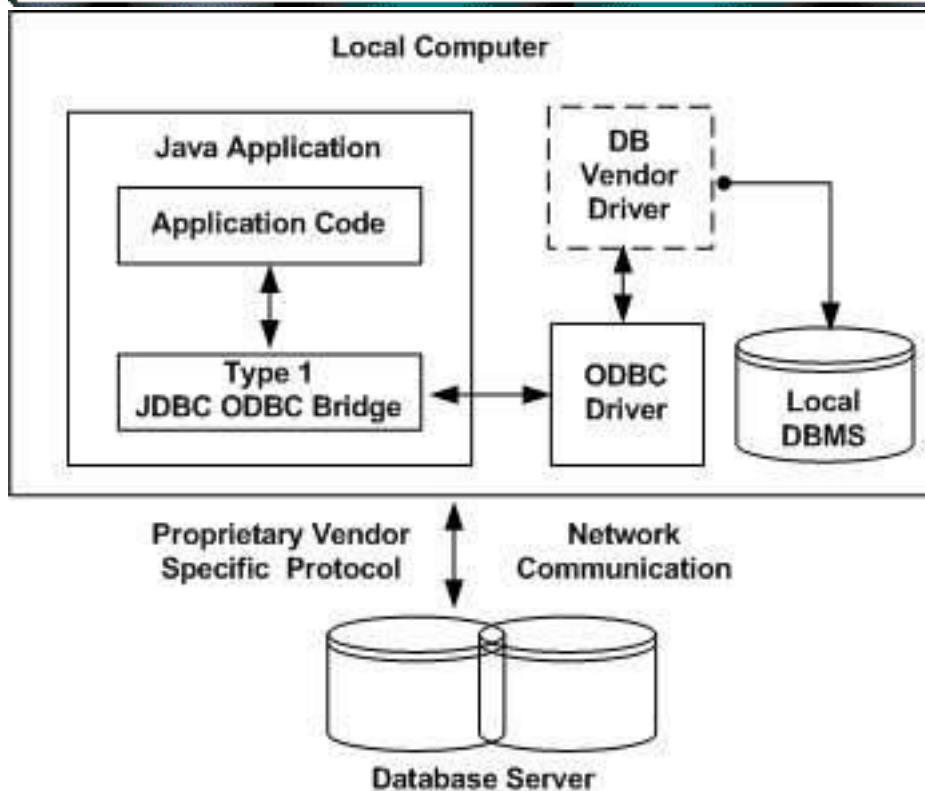 Local Computer
Java Application
Application Code
Type 1
JDBC ODBC Bridge
DB
Vendor
Driver
ODBC
Driver
Local
DBMS
Proprietary Vendor
Specific Protocol
Network
Communication
Database Server